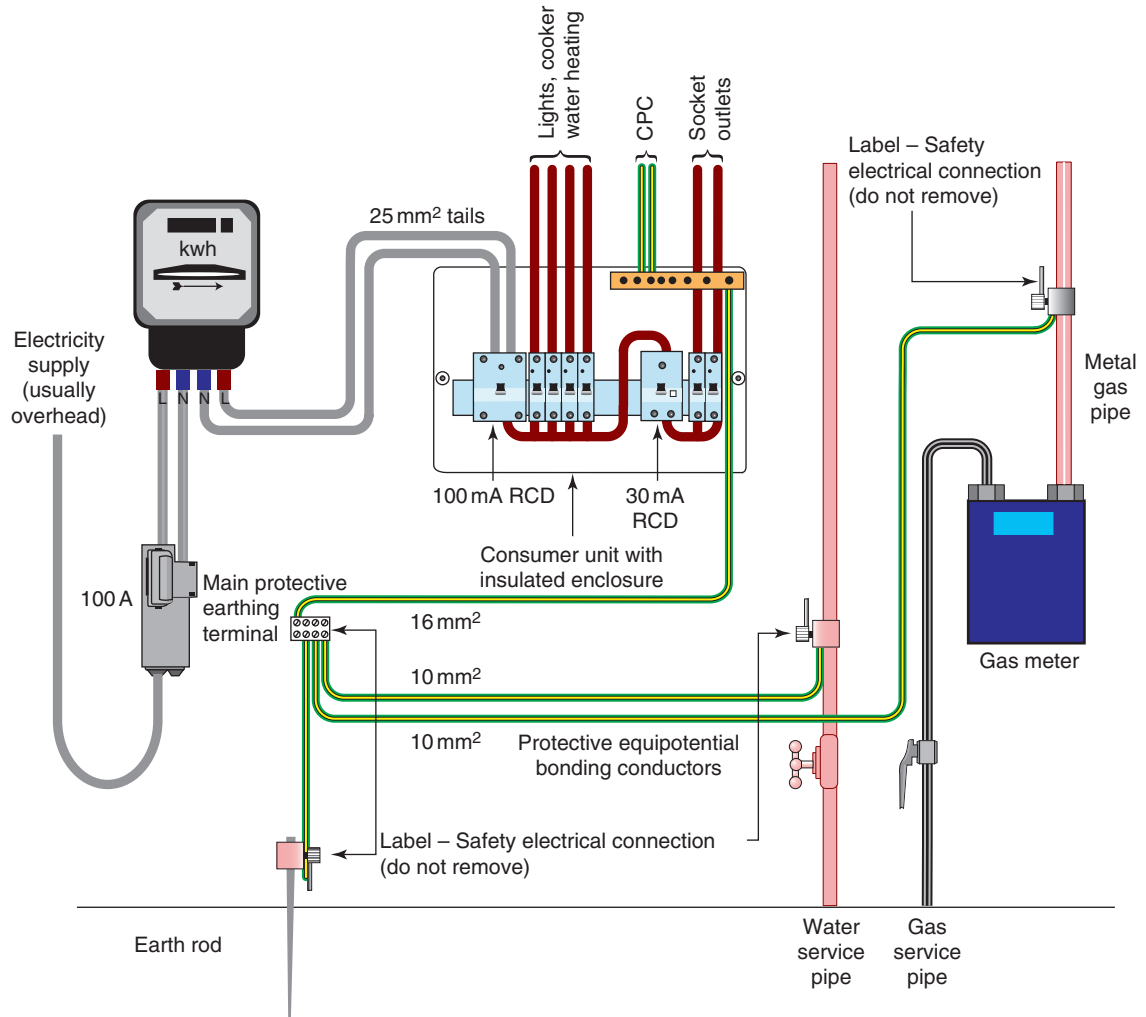 Lights, cooker
water heating
CPC
Socket
outlets
Label – Safety
electrical connection
(do not remove)
25 mm² tails
kwh
Electricity
supply
(usually
overhead)
L
N
N
L
Metal
gas
pipe
100 mA RCD
30 mA
RCD
Consumer unit with
insulated enclosure
100 A
Main protective
earthing
terminal
16 mm²
Gas meter
10 mm²
10 mm²
Protective equipotential
bonding conductors
Label – Safety electrical connection
(do not remove)
Earth rod
Water
service
pipe
Gas
service
pipe